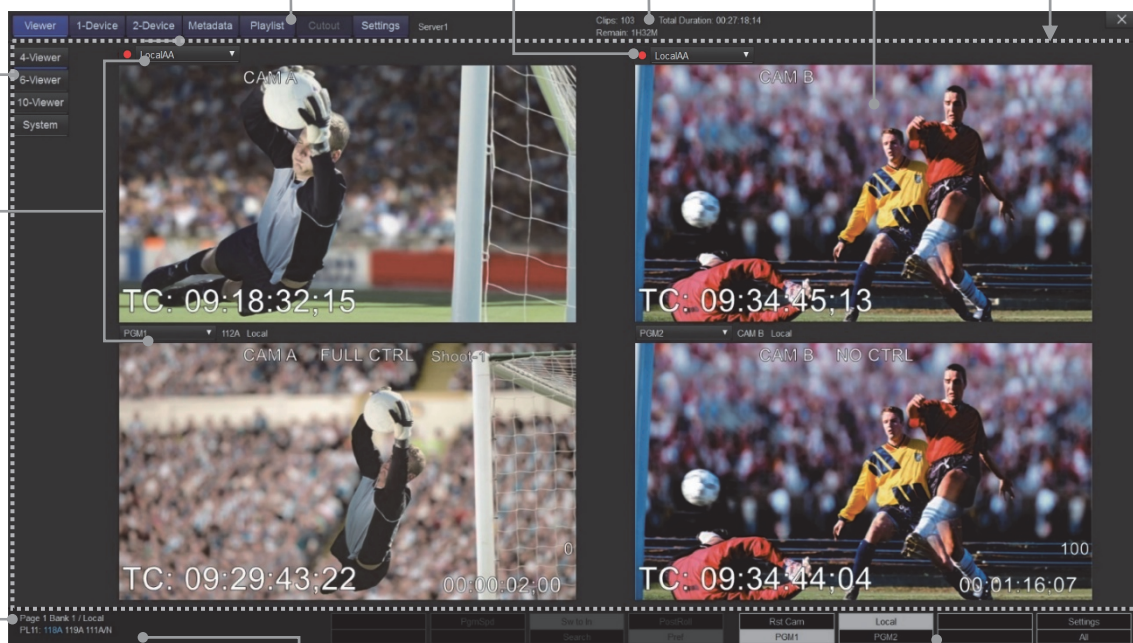 Viewer 1-Device 2-Device Metadata Playlist Cutout Settings Server1
Clips: 103 Total Duration: 00:27:18;14
Remain: 1H32M
4-Viewer
6-Viewer
10-Viewer
System
LocalAA
CAM A
TC: 09:18:32;15
LocalAA
CAM B
TC: 09:34:45;13
PGM1 112A Local
CAM A FULL CTRL Shoot-1
0
TC: 09:29:43;22 00:00:02;00
PGM2 CAM B Local
CAM B NO CTRL
100
TC: 09:34:44;04 00:01:16;07
Page 1 Bank 1 / Local
PL11: 118A 119A 111A/N
PgmSpd PostRoll Rst Cam Local Settings
Search Pref PGM1 PGM2 All